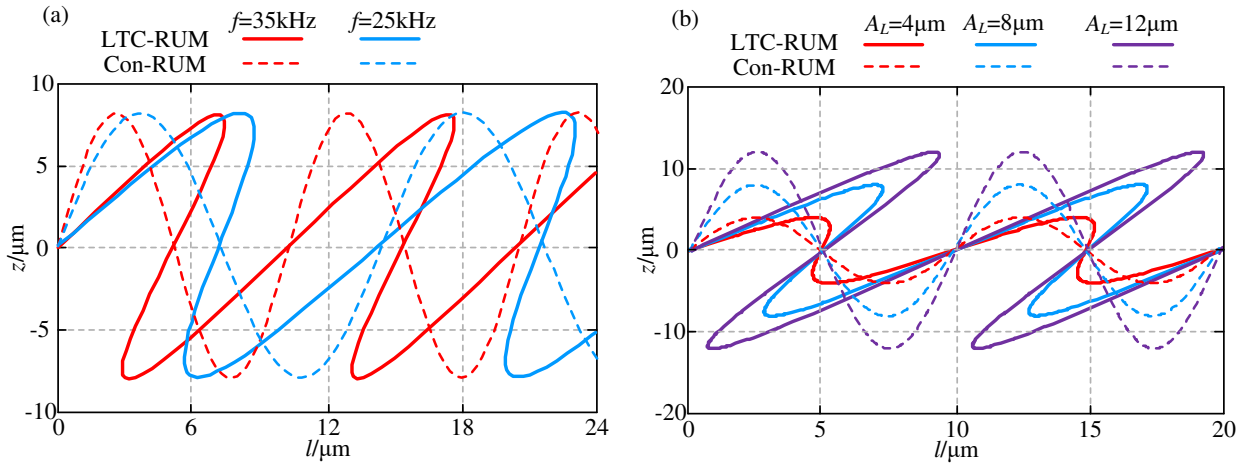 (a)
f=35kHz f=25kHz
LTC-RUM
Con-RUM
10
5
0
-5
-10
z/μm
0 6 12 18 24
l/μm
(b)
A_L=4μm A_L=8μm A_L=12μm
LTC-RUM
Con-RUM
20
10
0
-10
-20
z/μm
0 5 10 15 20
l/μm